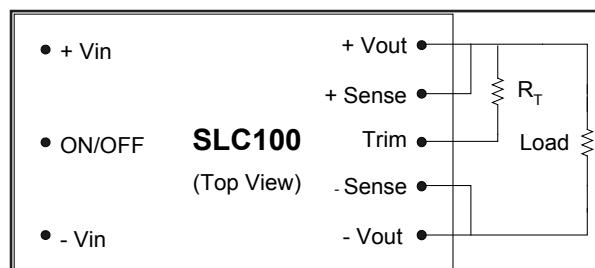 + Vin
ON/OFF
- Vin
SLC100
(Top View)
+ Vout
+ Sense
Trim
- Sense
- Vout
R_T
Load